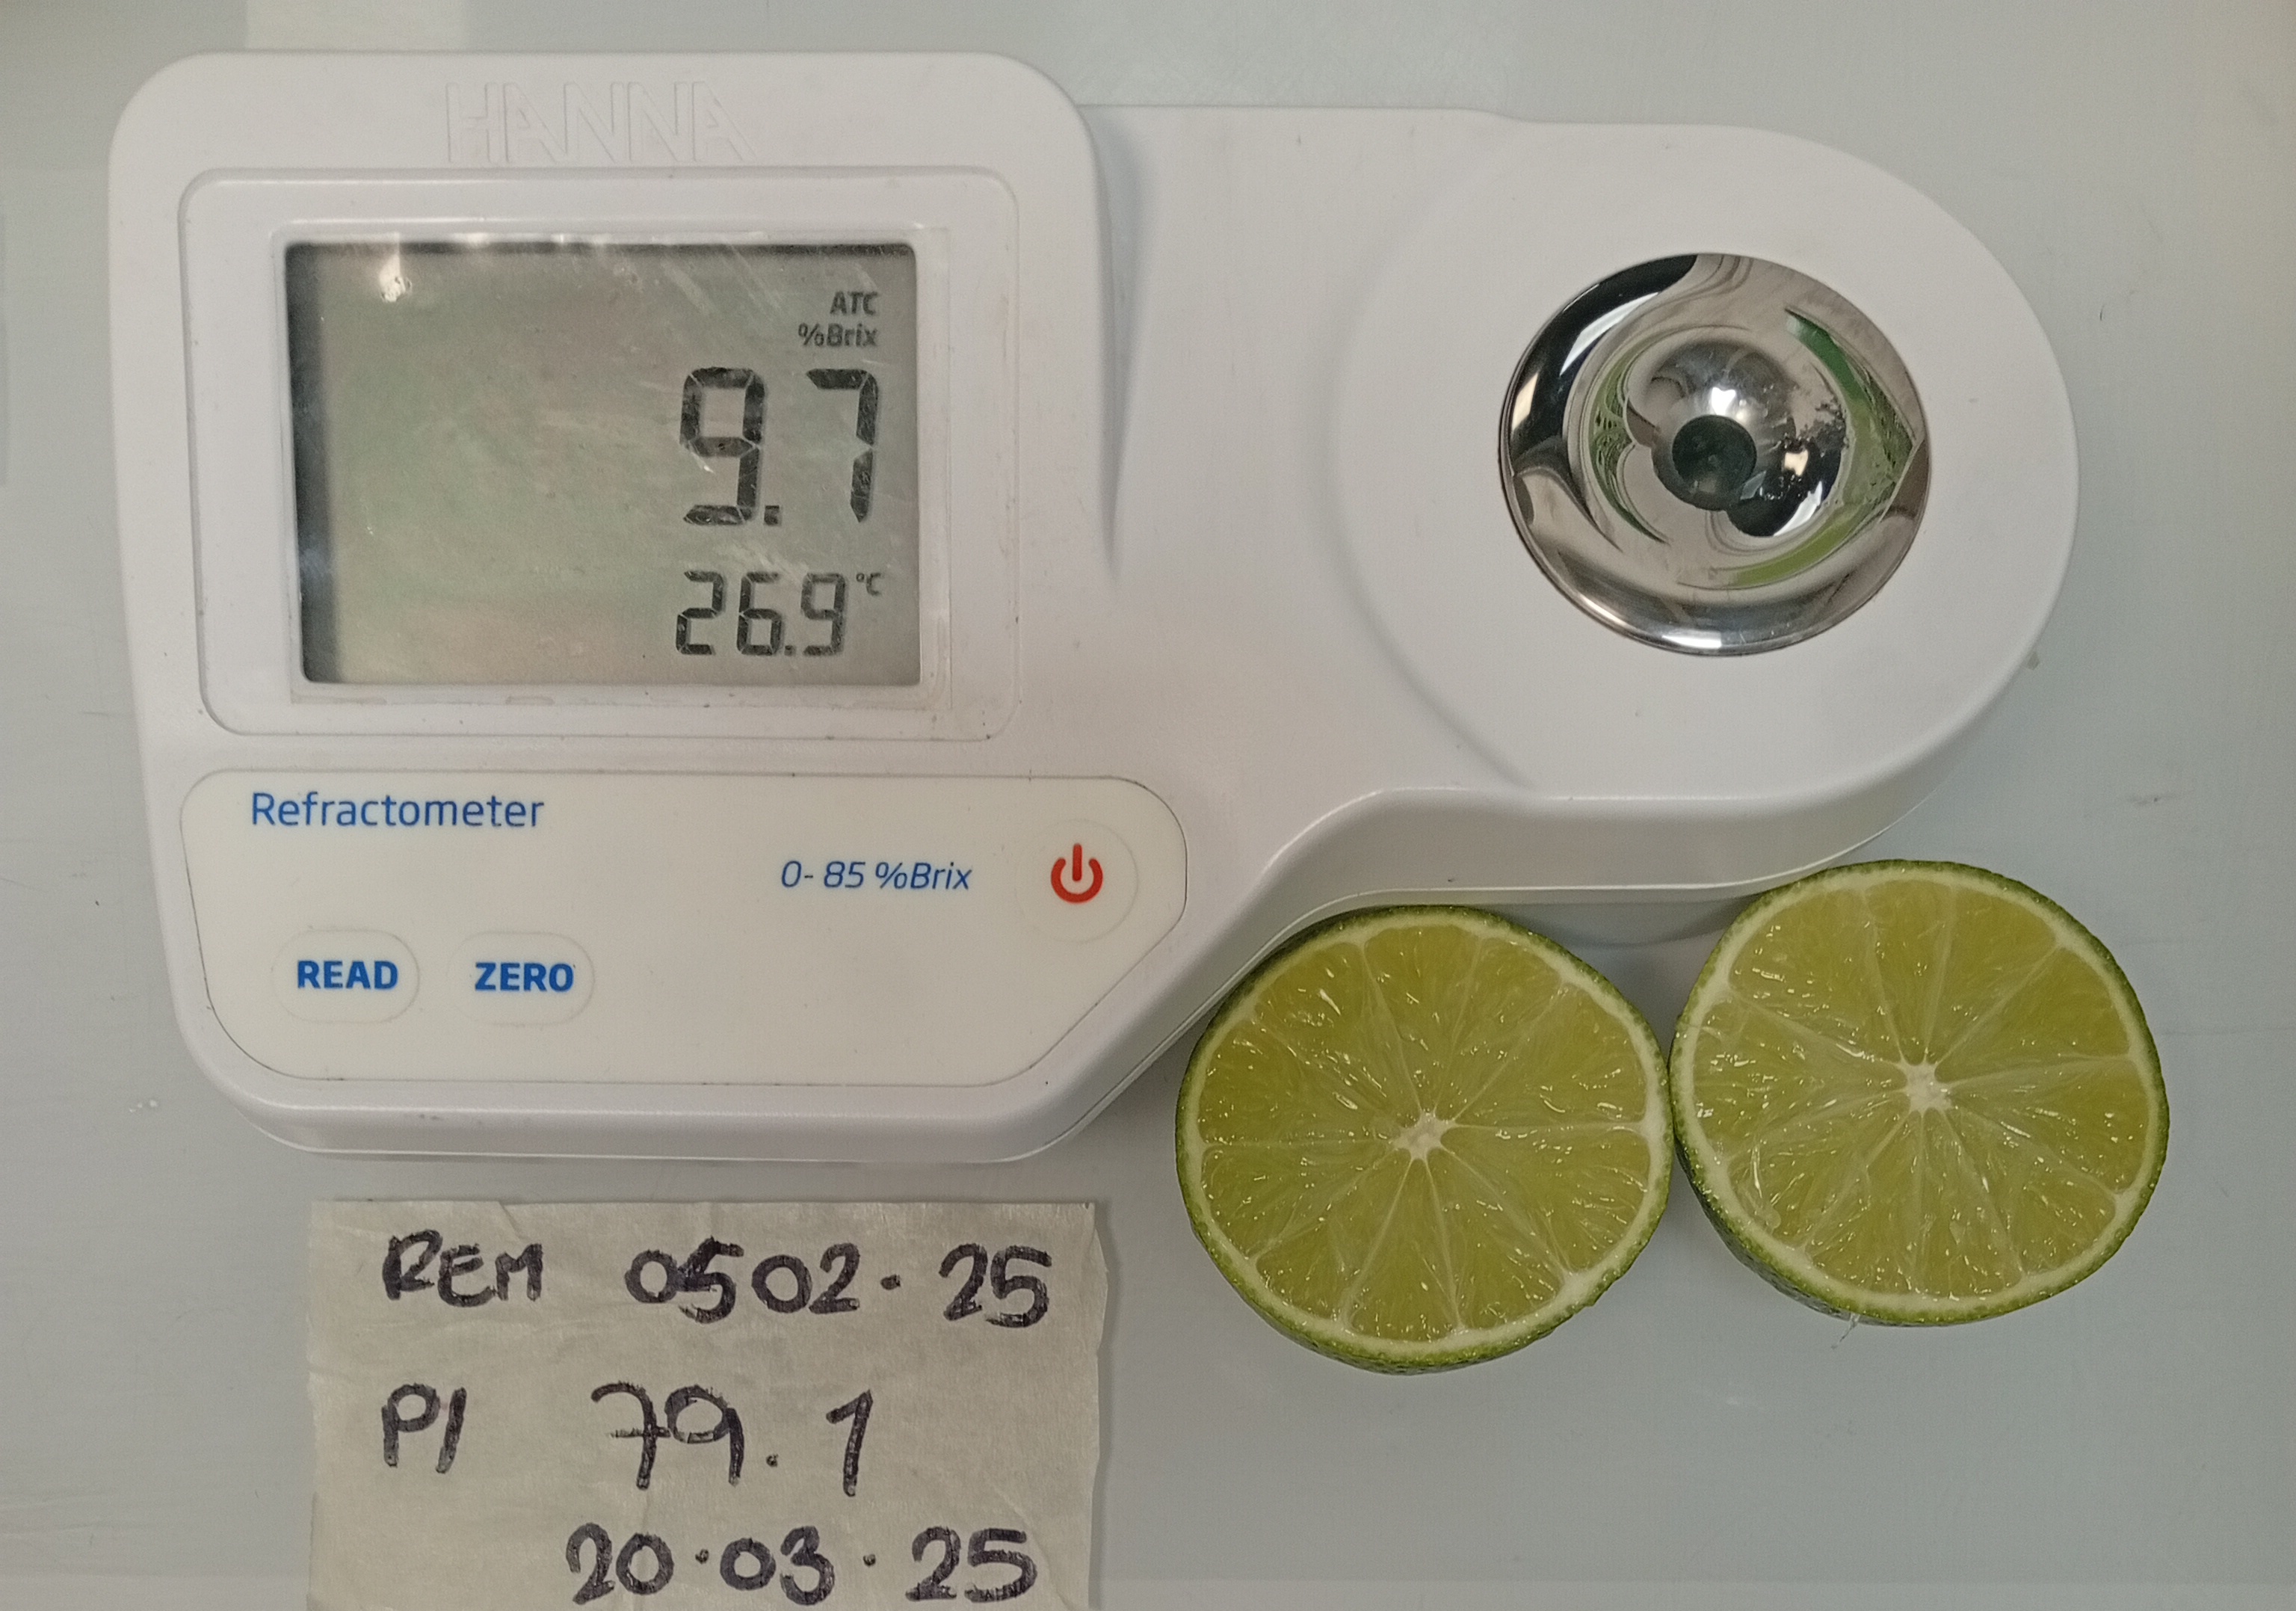 HANNA
ATC
%Brix
9.7
26.9°C
Refractometer
0-85 %Brix
READ ZERO
REM 0502.25
PI 79.1
20.03.25